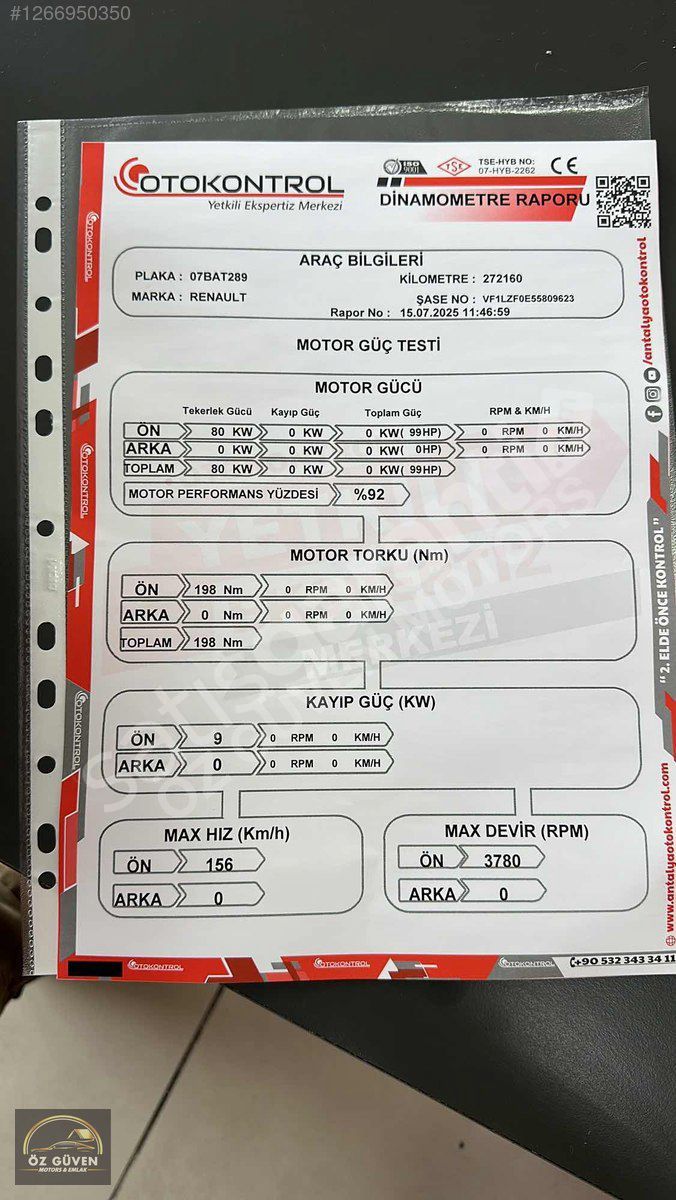 #1266950350
OTOKONTROL
Yetkili Ekspertiz Merkezi
ISO 9001
TSE
TSE-HYB NO:
07-HYB-2262
CE
DİNAMOMETRE RAPORU
ARAÇ BİLGİLERİ
PLAKA : 07BAT289
KİLOMETRE : 272160
MARKA : RENAULT
ŞASE NO : VF1LZF0E55809623
Rapor No : 15.07.2025 11:46:59
MOTOR GÜÇ TESTİ
MOTOR GÜCÜ
Tekerlek Gücü Kayıp Güç Toplam Güç RPM & KM/H
ÖN 80 KW 0 KW 0 KW( 99HP) 0 RPM 0 KM/H
ARKA 0 KW 0 KW 0 KW( 0HP) 0 RPM 0 KM/H
TOPLAM 80 KW 0 KW 0 KW( 99HP)
MOTOR PERFORMANS YÜZDESİ %92
MOTOR TORKU (Nm)
ÖN 198 Nm 0 RPM 0 KM/H
ARKA 0 Nm 0 RPM 0 KM/H
TOPLAM 198 Nm
KAYIP GÜÇ (KW)
ÖN 9 0 RPM 0 KM/H
ARKA 0 0 RPM 0 KM/H
MAX HIZ (Km/h)
ÖN 156
ARKA 0
MAX DEVİR (RPM)
ÖN 3780
ARKA 0
/antalyaotokontrol
" 2. ELDE ÖNCE KONTROL "
www.antalyaotokontrol.com
+90 532 343 34 11
OTOKONTROL
OTOKONTROL
OTOKONTROL
OTOKONTROL
OTOKONTROL
OTOKONTROL
MERKEZİ
ÖZ GÜVEN
MOTORS & EMLAK